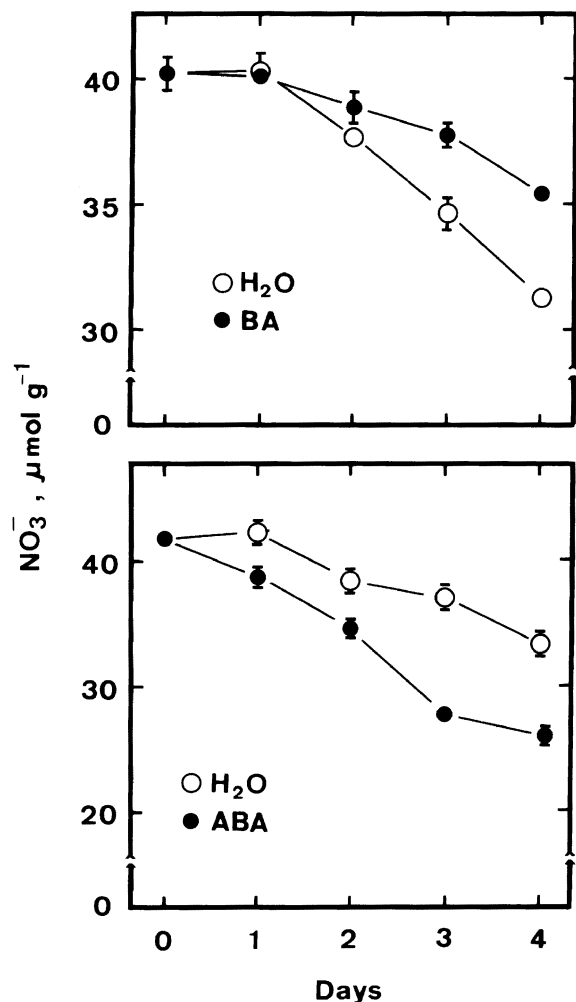 40
35
30
0
○ H₂O
● BA
NO₃⁻, μmol g⁻¹
40
30
20
0
○ H₂O
● ABA
0 1 2 3 4
Days